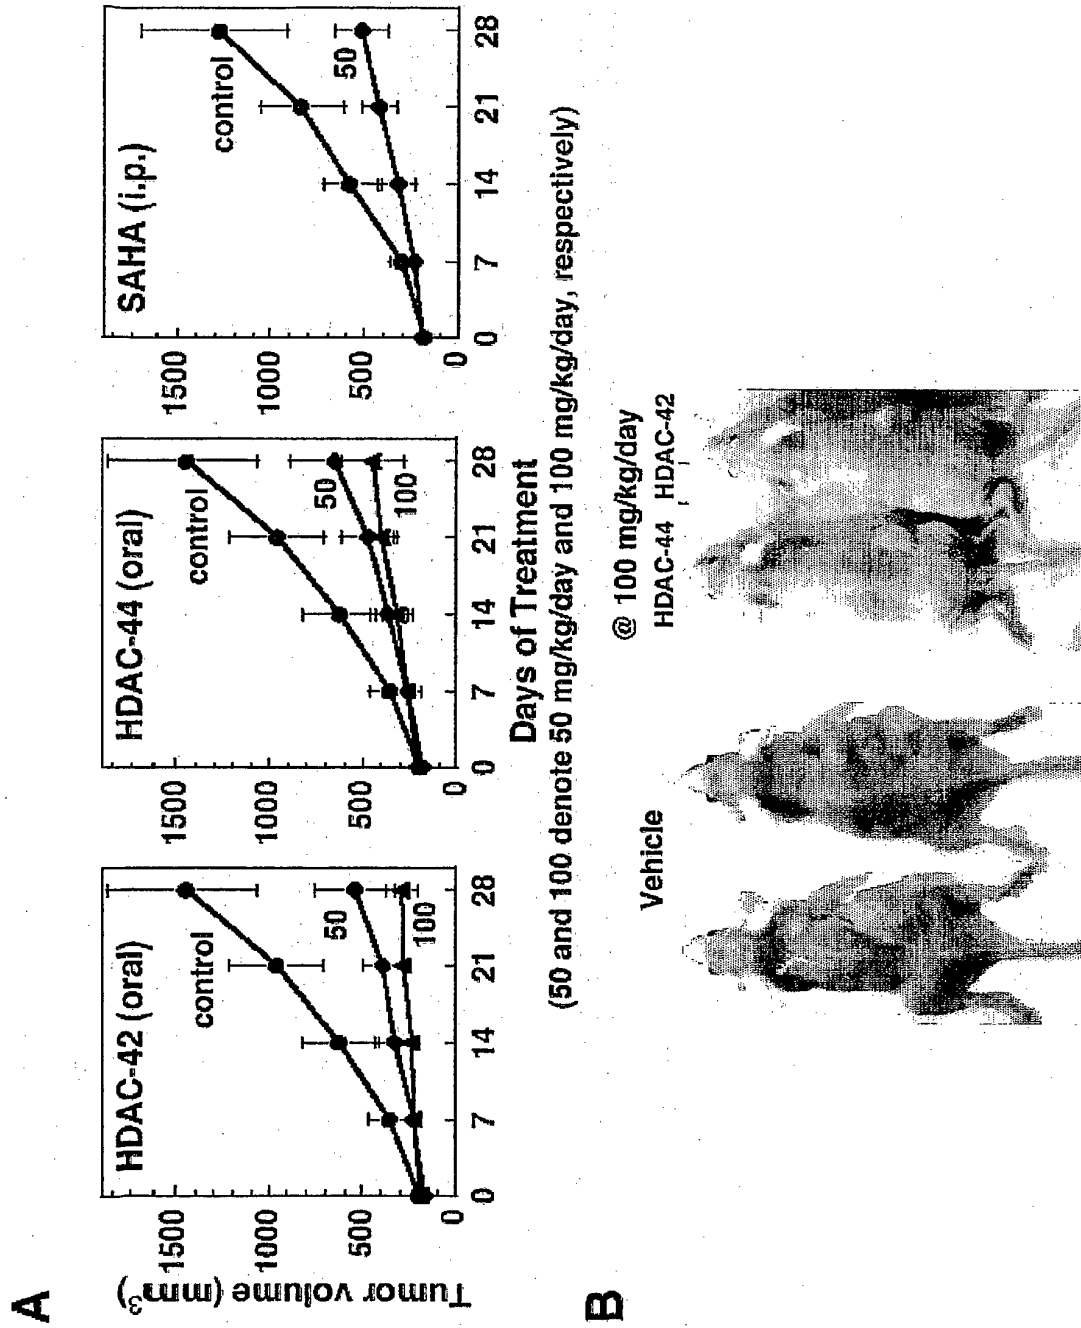 A
Tumor volume (mm3)
HDAC-42 (oral)
1500
1000
500
0
control
50
100
0 7 14 21 28
HDAC-44 (oral)
1500
1000
500
0
control
50
100
0 7 14 21 28
SAHA (i.p.)
1500
1000
500
0
control
50
0 7 14 21 28
Days of Treatment
(50 and 100 denote 50 mg/kg/day and 100 mg/kg/day, respectively)
B
Vehicle
@ 100 mg/kg/day
HDAC-44 HDAC-42